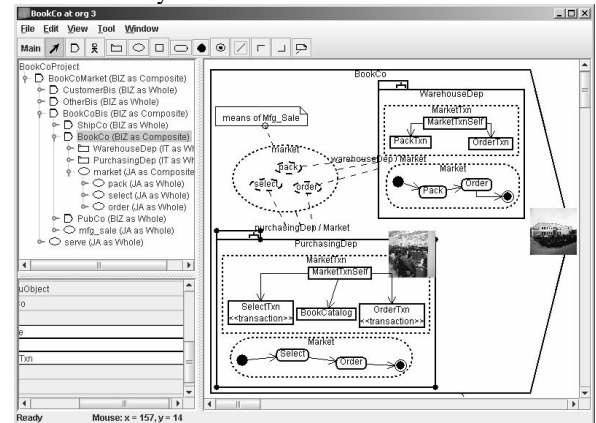 BookCo at org 3
File Edit View Tool Window
Main
BookCoProject
BookCoMarket (BIZ as Composite)
CustomerBis (BIZ as Whole)
OtherBis (BIZ as Whole)
BookCoBis (BIZ as Composite)
ShipCo (BIZ as Whole)
BookCo (BIZ as Composite)
WarehouseDep (IT as Wh
PurchasingDep (IT as Wh
market (JA as Composite
pack (JA as Whole)
select (JA as Whole)
order (JA as Whole)
PubCo (BIZ as Whole)
mfg_sale (JA as Whole)
serve (JA as Whole)
uObject
Txn
BookCo
WarehouseDep
MarketTxn
MarketTxnSelf
PackTxn
OrderTxn
Market
Pack
Order
means of Mfg_Sale
market
pack
select
order
warehouseDep / Market
purchasingDep / Market
PurchasingDep
MarketTxn
MarketTxnSelf
SelectTxn
<<transaction>>
BookCatalog
OrderTxn
<<transaction>>
Market
Select
Order
Ready Mouse: x = 157, y = 14